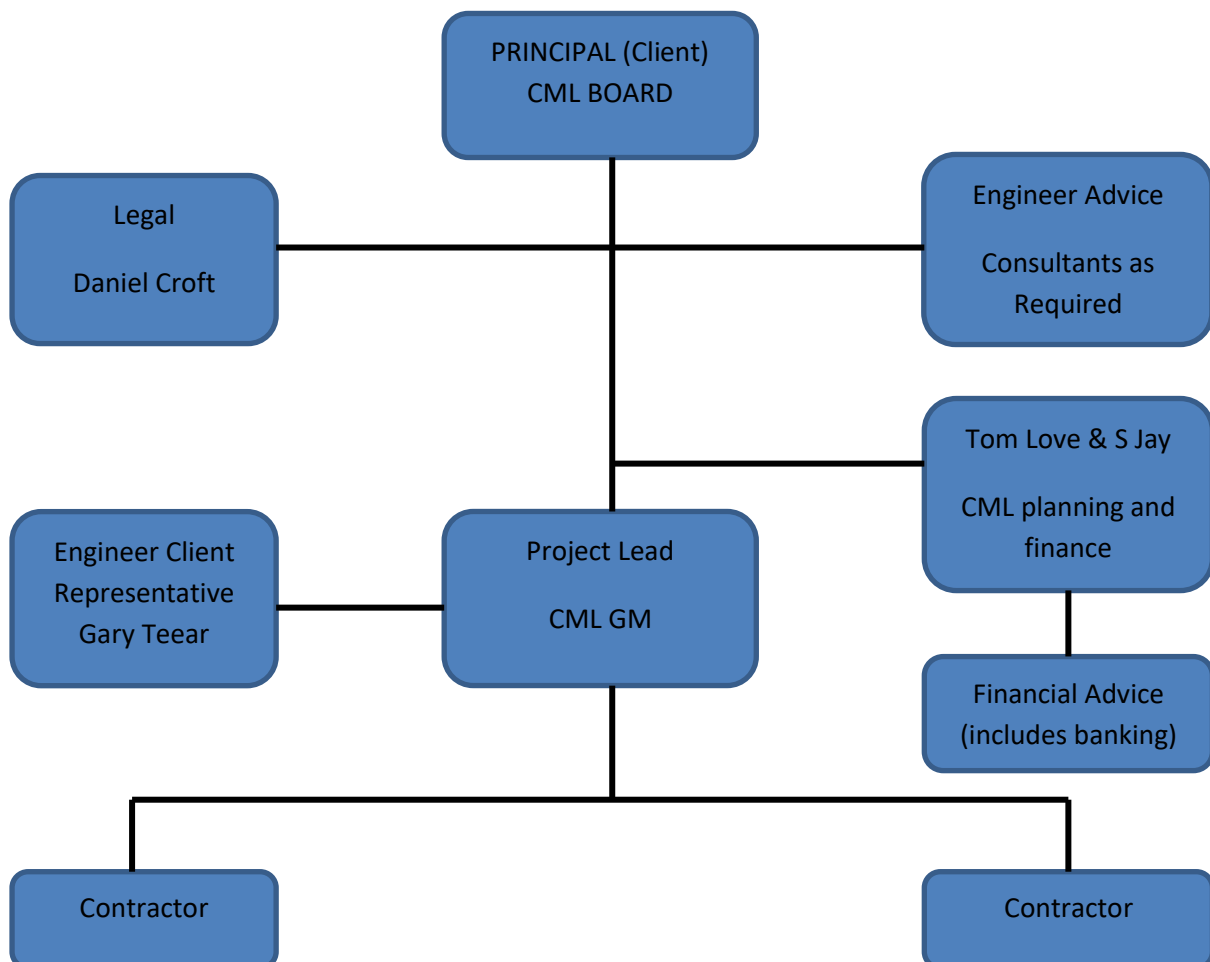 PRINCIPAL (Client)
CML BOARD
Legal
Daniel Croft
Engineer Advice
Consultants as
Required
Tom Love & S Jay
CML planning and
finance
Engineer Client
Representative
Gary Teear
Project Lead
CML GM
Financial Advice
(includes banking)
Contractor
Contractor